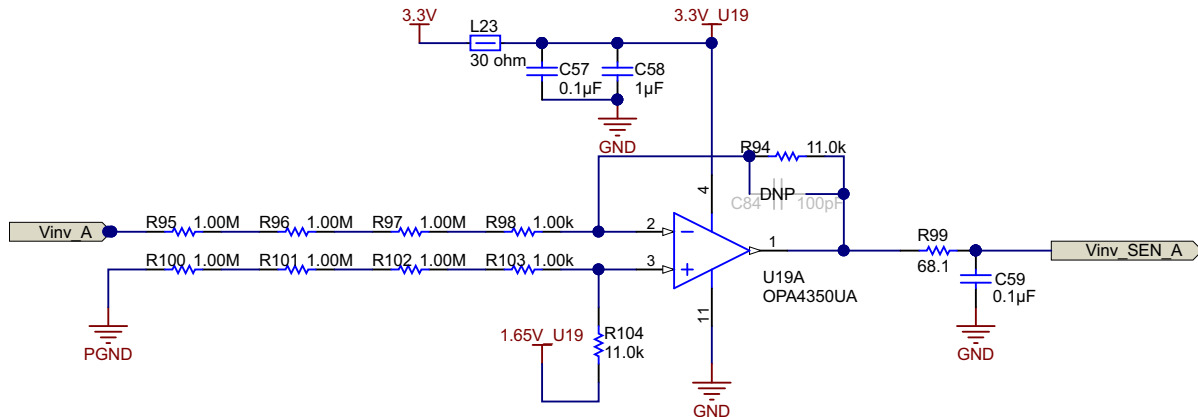 3.3V
L23
30 ohm
3.3V_U19
C57
0.1µF
C58
1µF
GND
R94 11.0k
C84 DNP 100pF
4
Vinv_A
R95 1.00M R96 1.00M R97 1.00M R98 1.00k
2
1
R99
68.1
Vinv_SEN_A
R100 1.00M R101 1.00M R102 1.00M R103 1.00k
3
U19A
OPA4350UA
C59
0.1µF
11
1.65V_U19
R104
11.0k
PGND
GND
GND